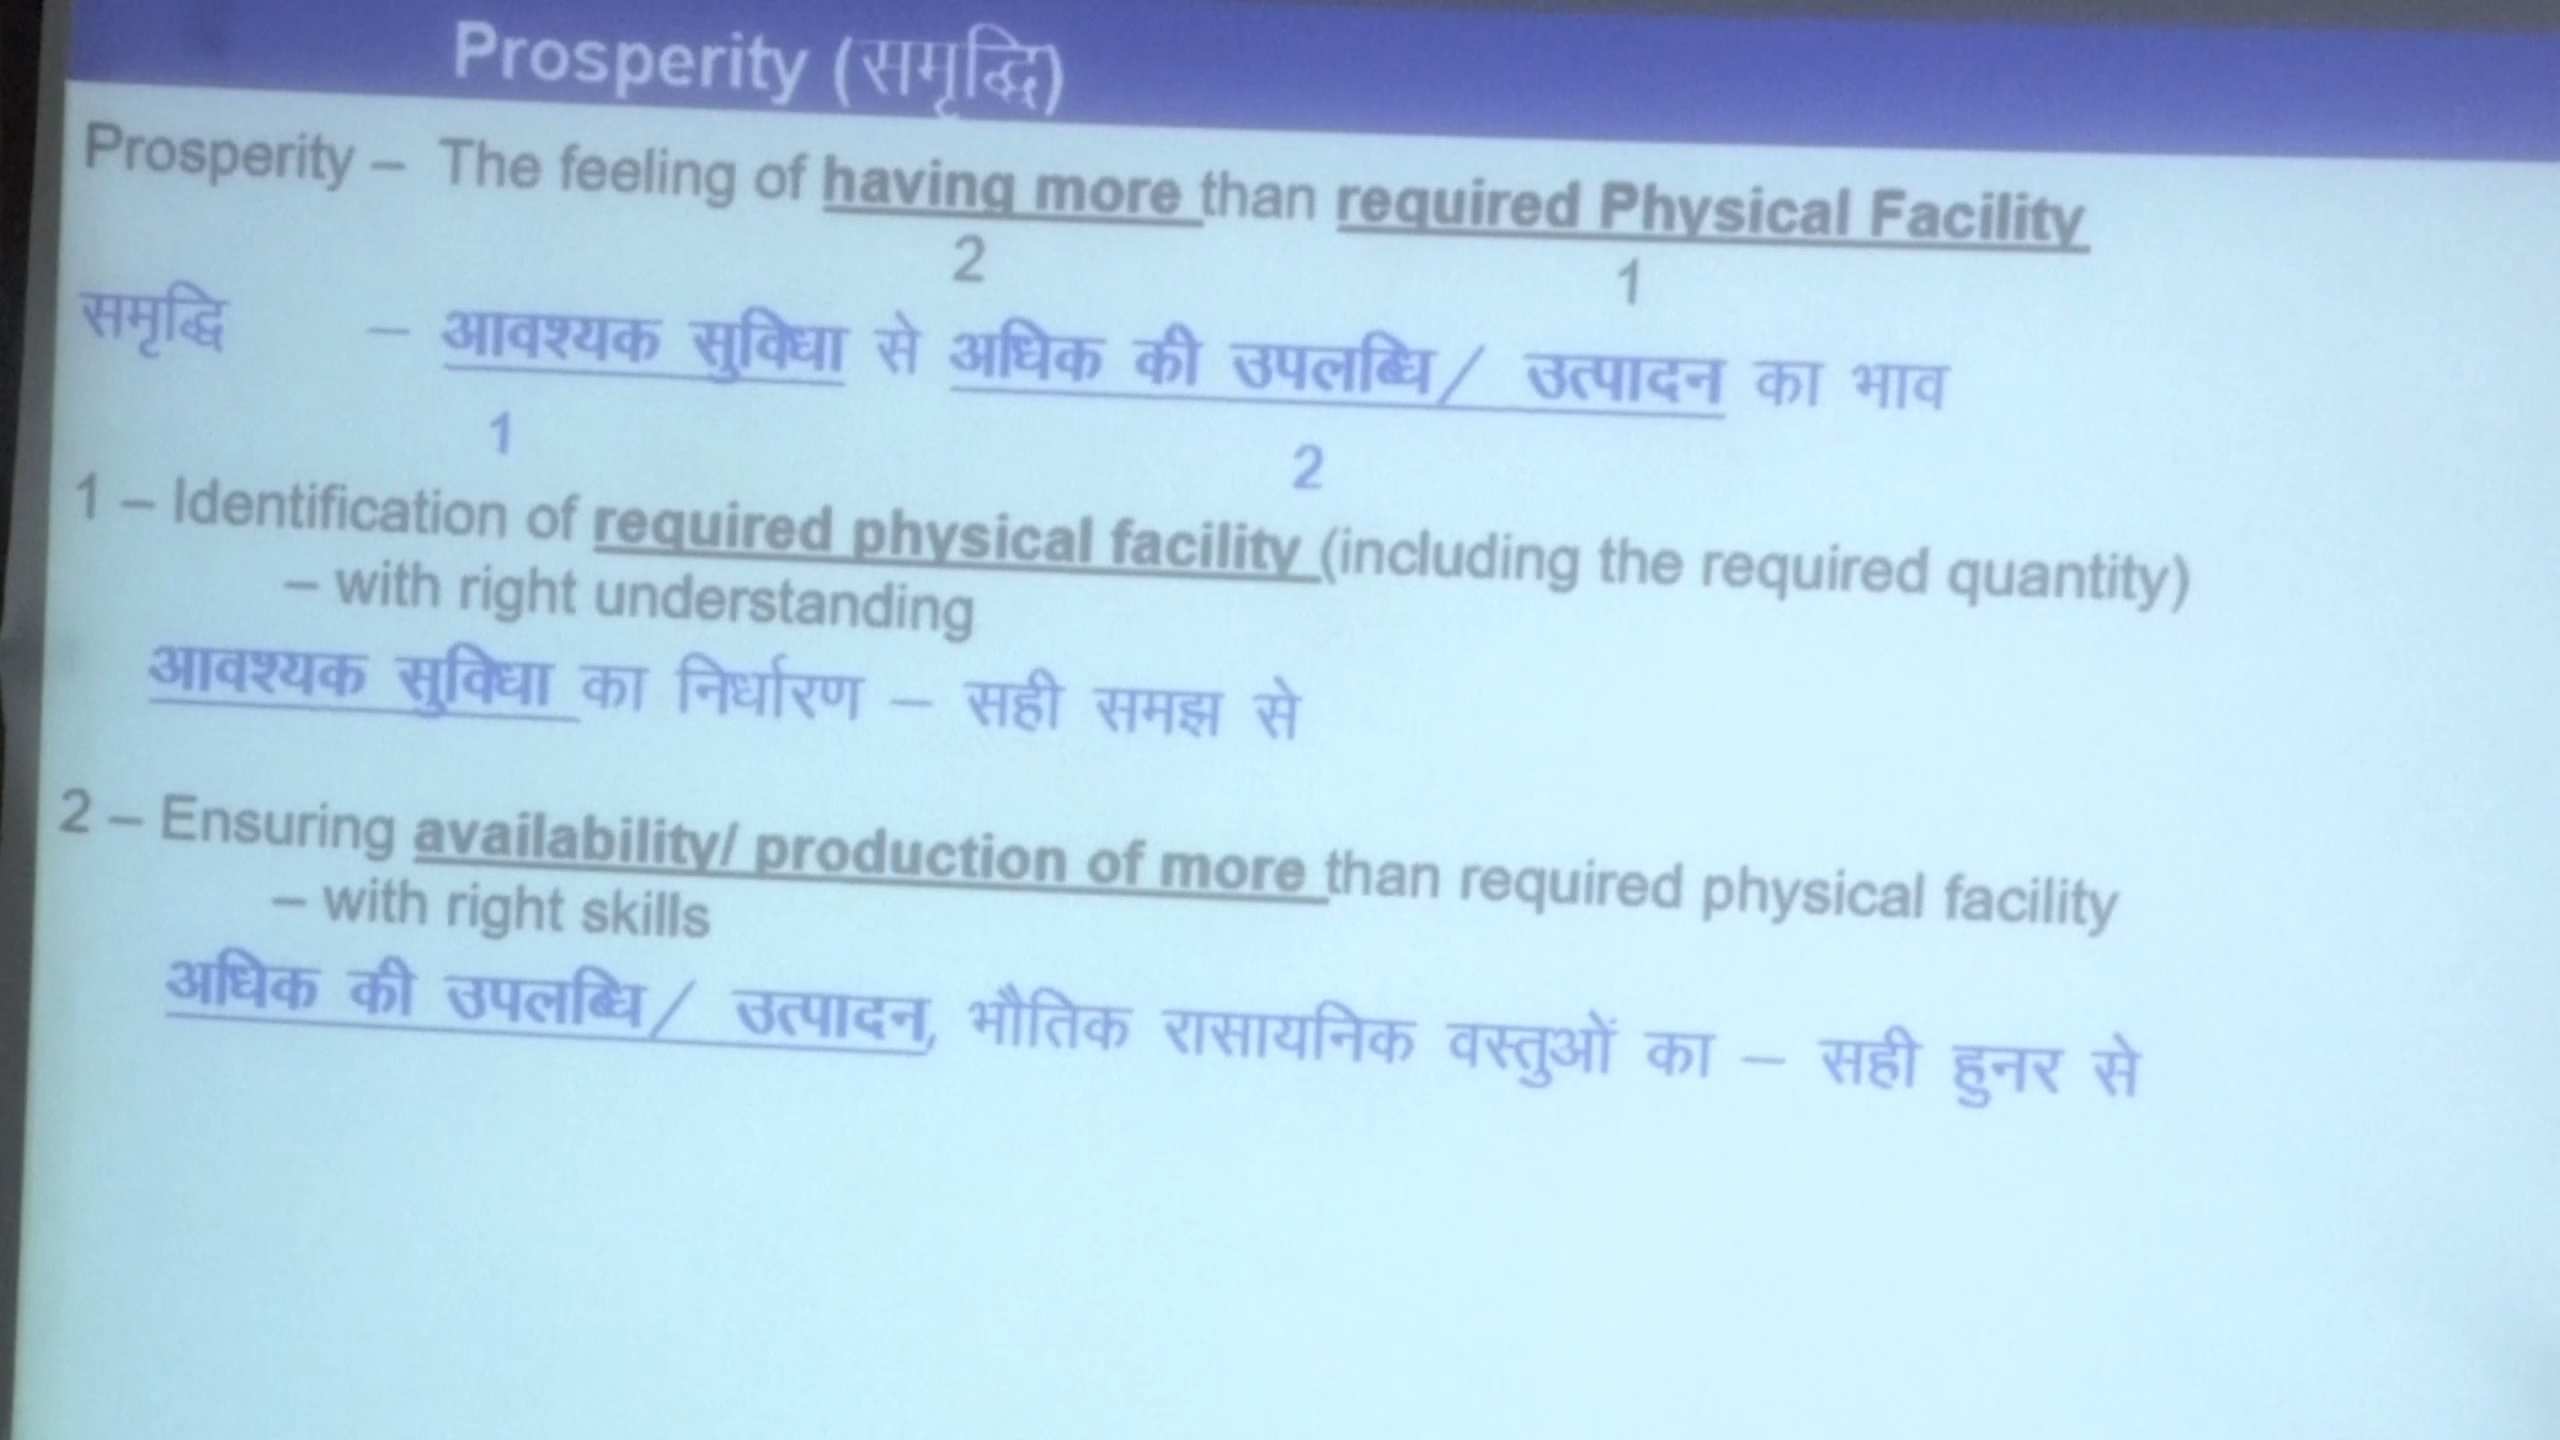 Prosperity (समृद्धि)
Prosperity – The feeling of having more than required Physical Facility
2 1
समृद्धि – आवश्यक सुविधा से अधिक की उपलब्धि/ उत्पादन का भाव
1 2
1 – Identification of required physical facility (including the required quantity)
– with right understanding
आवश्यक सुविधा का निर्धारण – सही समझ से
2 – Ensuring availability/ production of more than required physical facility
– with right skills
अधिक की उपलब्धि/ उत्पादन, भौतिक रासायनिक वस्तुओं का – सही हुनर से